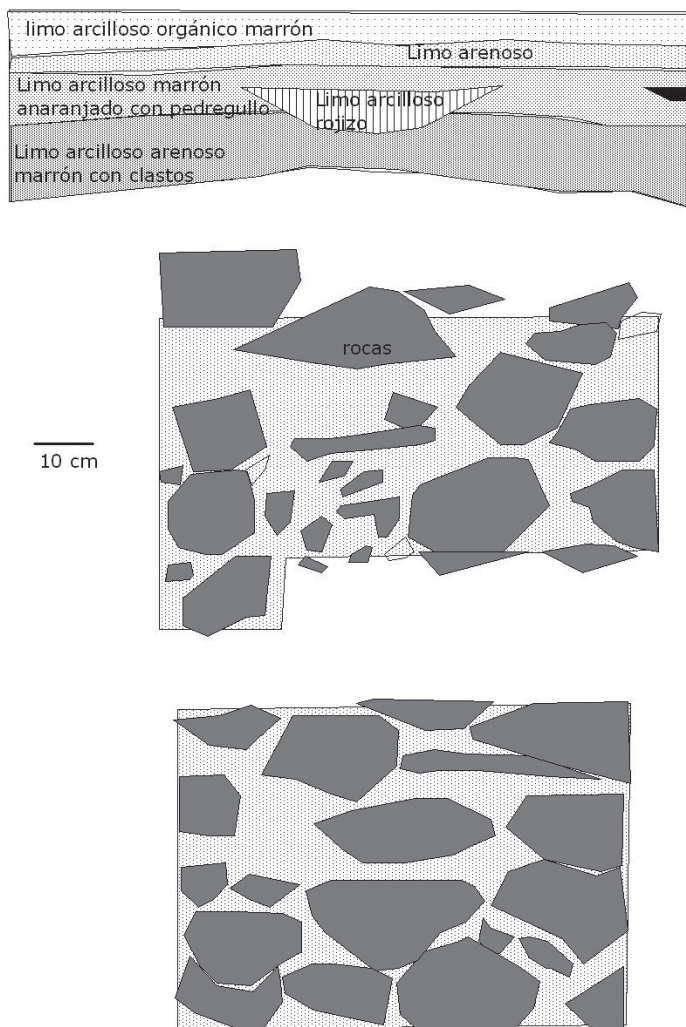 limo arcilloso orgánico marrón
Limo arenoso
Limo arcilloso marrón
anaranjado con pedregullo
Limo arcilloso
rojizo
Limo arcilloso arenoso
marrón con clastos
rocas
10 cm